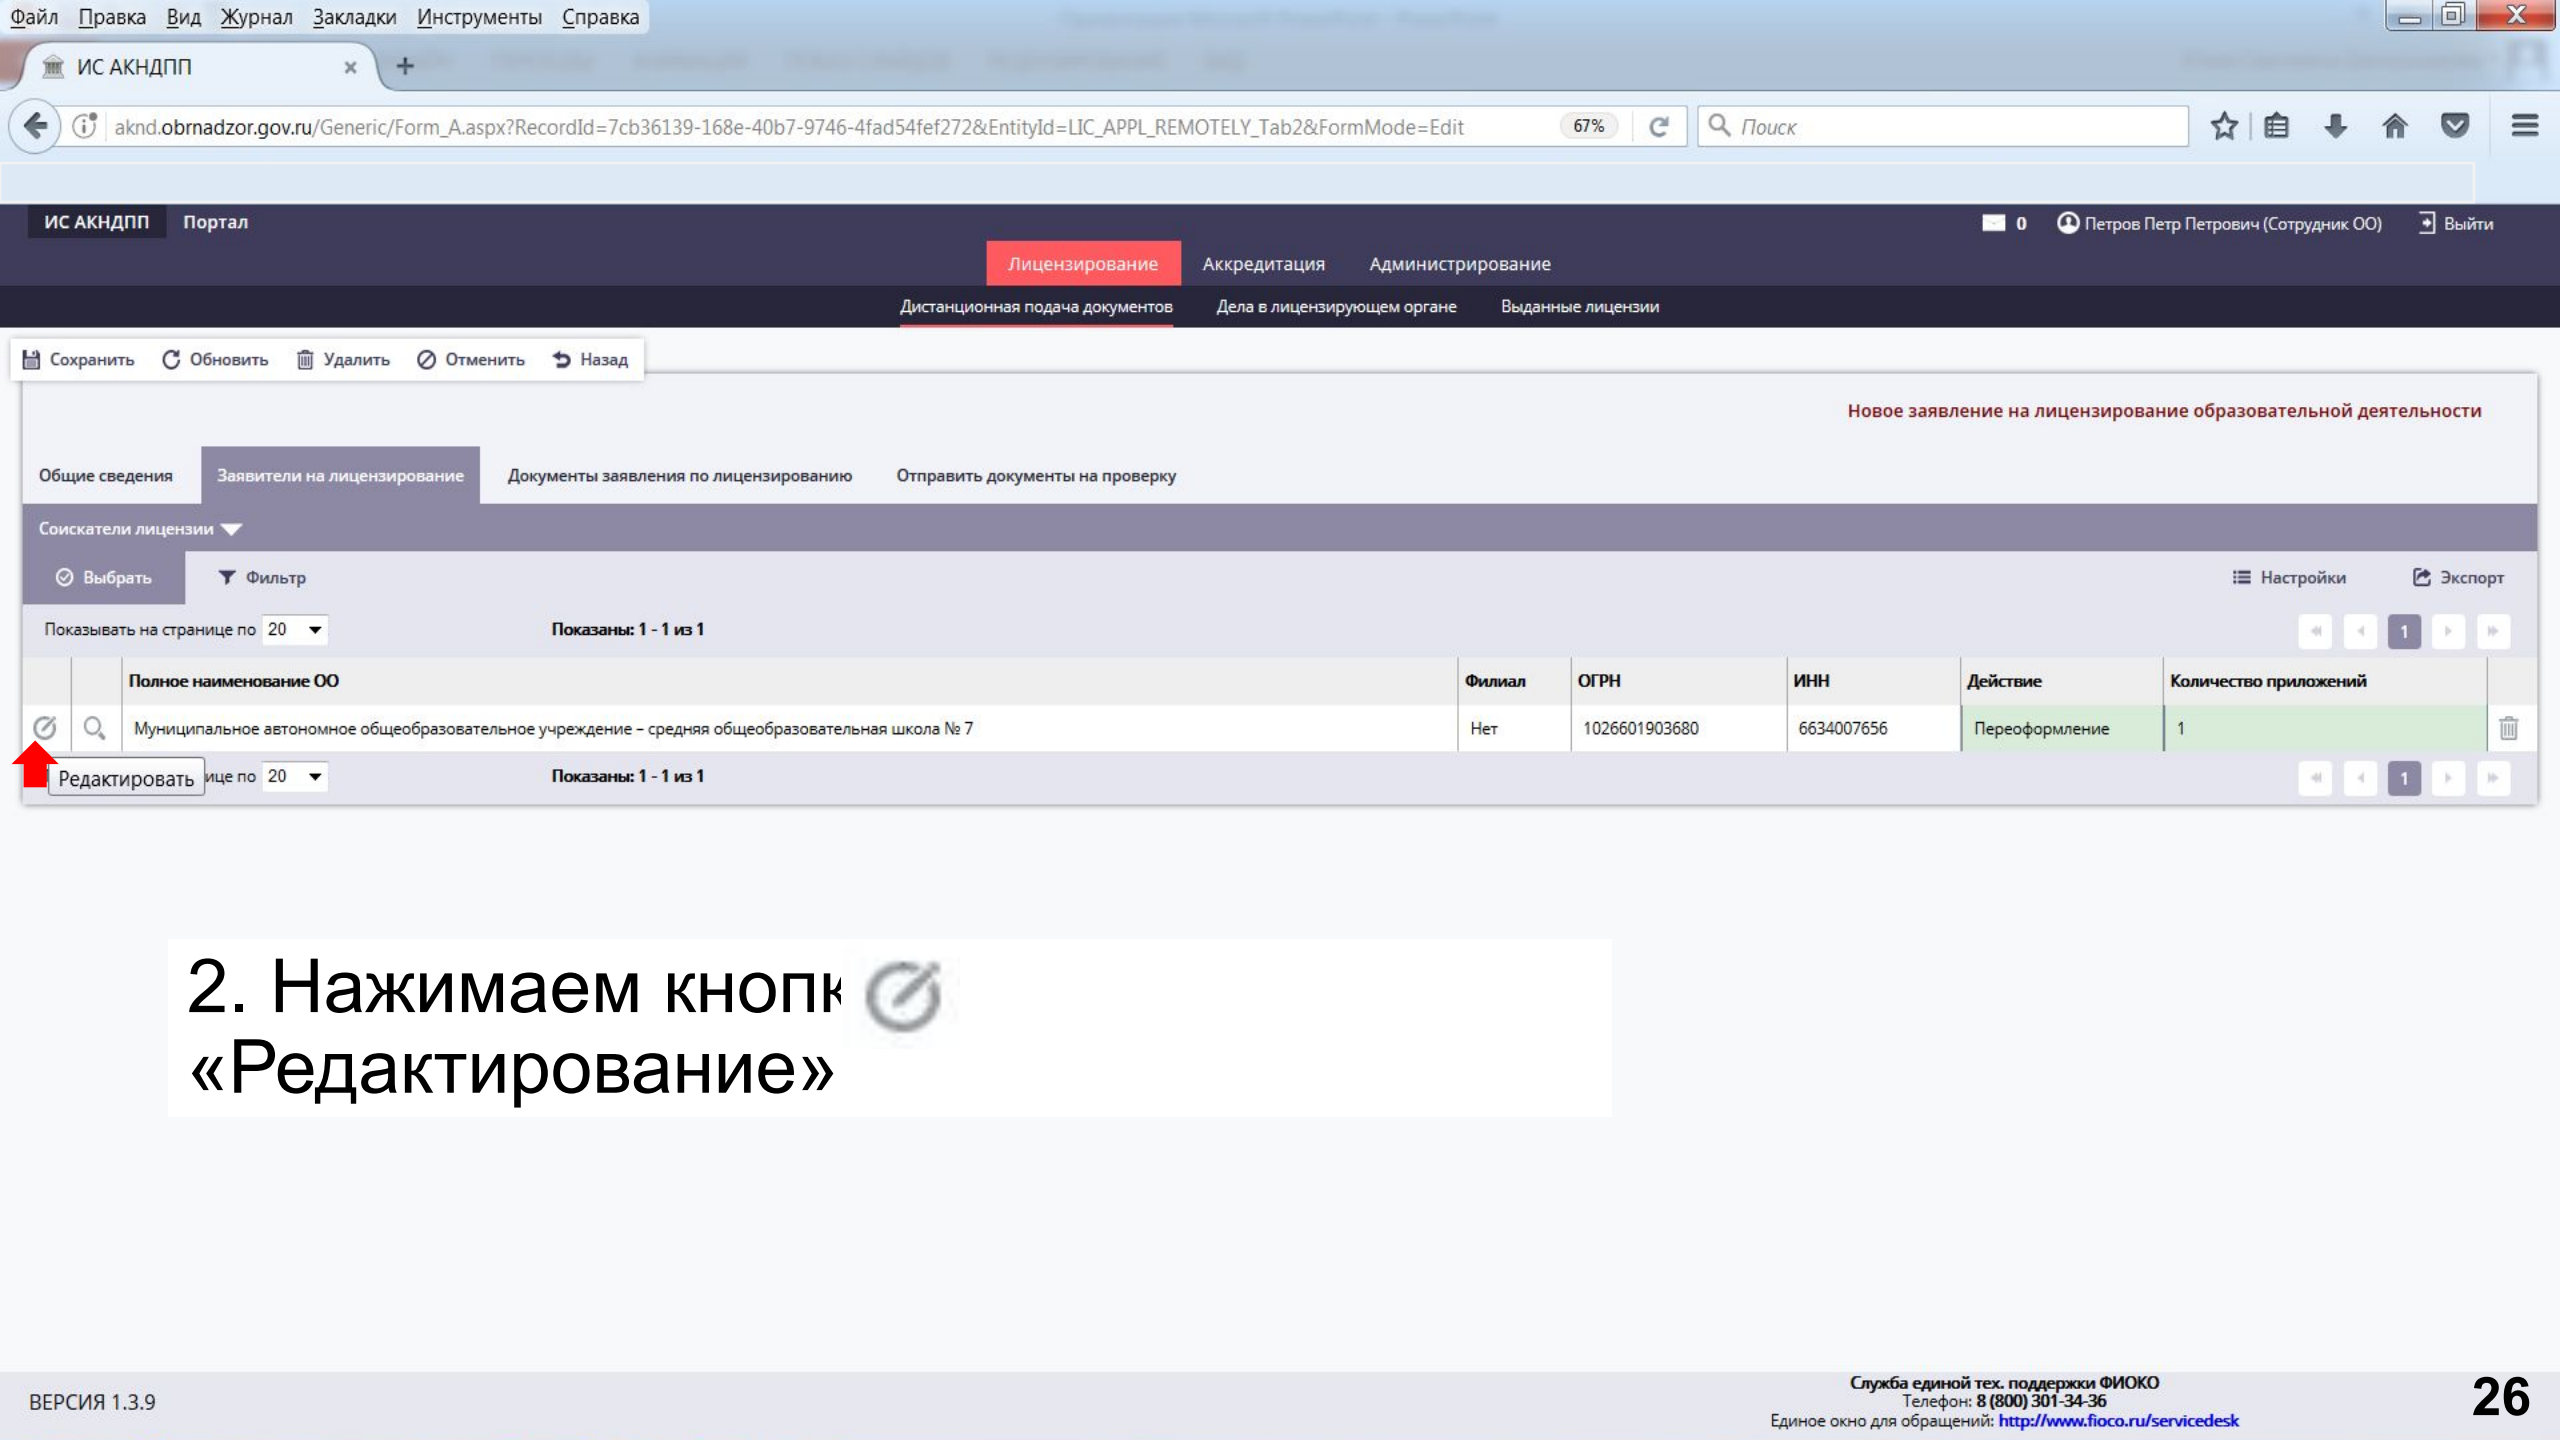 Файл Правка Вид Журнал Закладки Инструменты Справка
ИС АКНДПП
aknd.obrnadzor.gov.ru/Generic/Form_A.aspx?RecordId=7cb36139-168e-40b7-9746-4fad54fef272&EntityId=LIC_APPL_REMOTELY_Tab2&FormMode=Edit 67% Поиск
ИС АКНДПП Портал 0 Петров Петр Петрович (Сотрудник ОО) Выйти
Лицензирование Аккредитация Администрирование
Дистанционная подача документов Дела в лицензирующем органе Выданные лицензии
Сохранить Обновить Удалить Отменить Назад
Новое заявление на лицензирование образовательной деятельности
Общие сведения Заявители на лицензирование Документы заявления по лицензированию Отправить документы на проверку
Соискатели лицензии
Выбрать Фильтр Настройки Экспорт
Показывать на странице по 20 Показаны: 1 - 1 из 1 1
Полное наименование ОО Филиал ОГРН ИНН Действие Количество приложений
Муниципальное автономное общеобразовательное учреждение – средняя общеобразовательная школа № 7 Нет 1026601903680 6634007656 Переоформление 1
Редактировать ице по 20 Показаны: 1 - 1 из 1 1
2. Нажимаем кнопк
«Редактирование»
ВЕРСИЯ 1.3.9
Служба единой тех. поддержки ФИОКО
Телефон: 8 (800) 301-34-36
Единое окно для обращений: http://www.fioco.ru/servicedesk
26